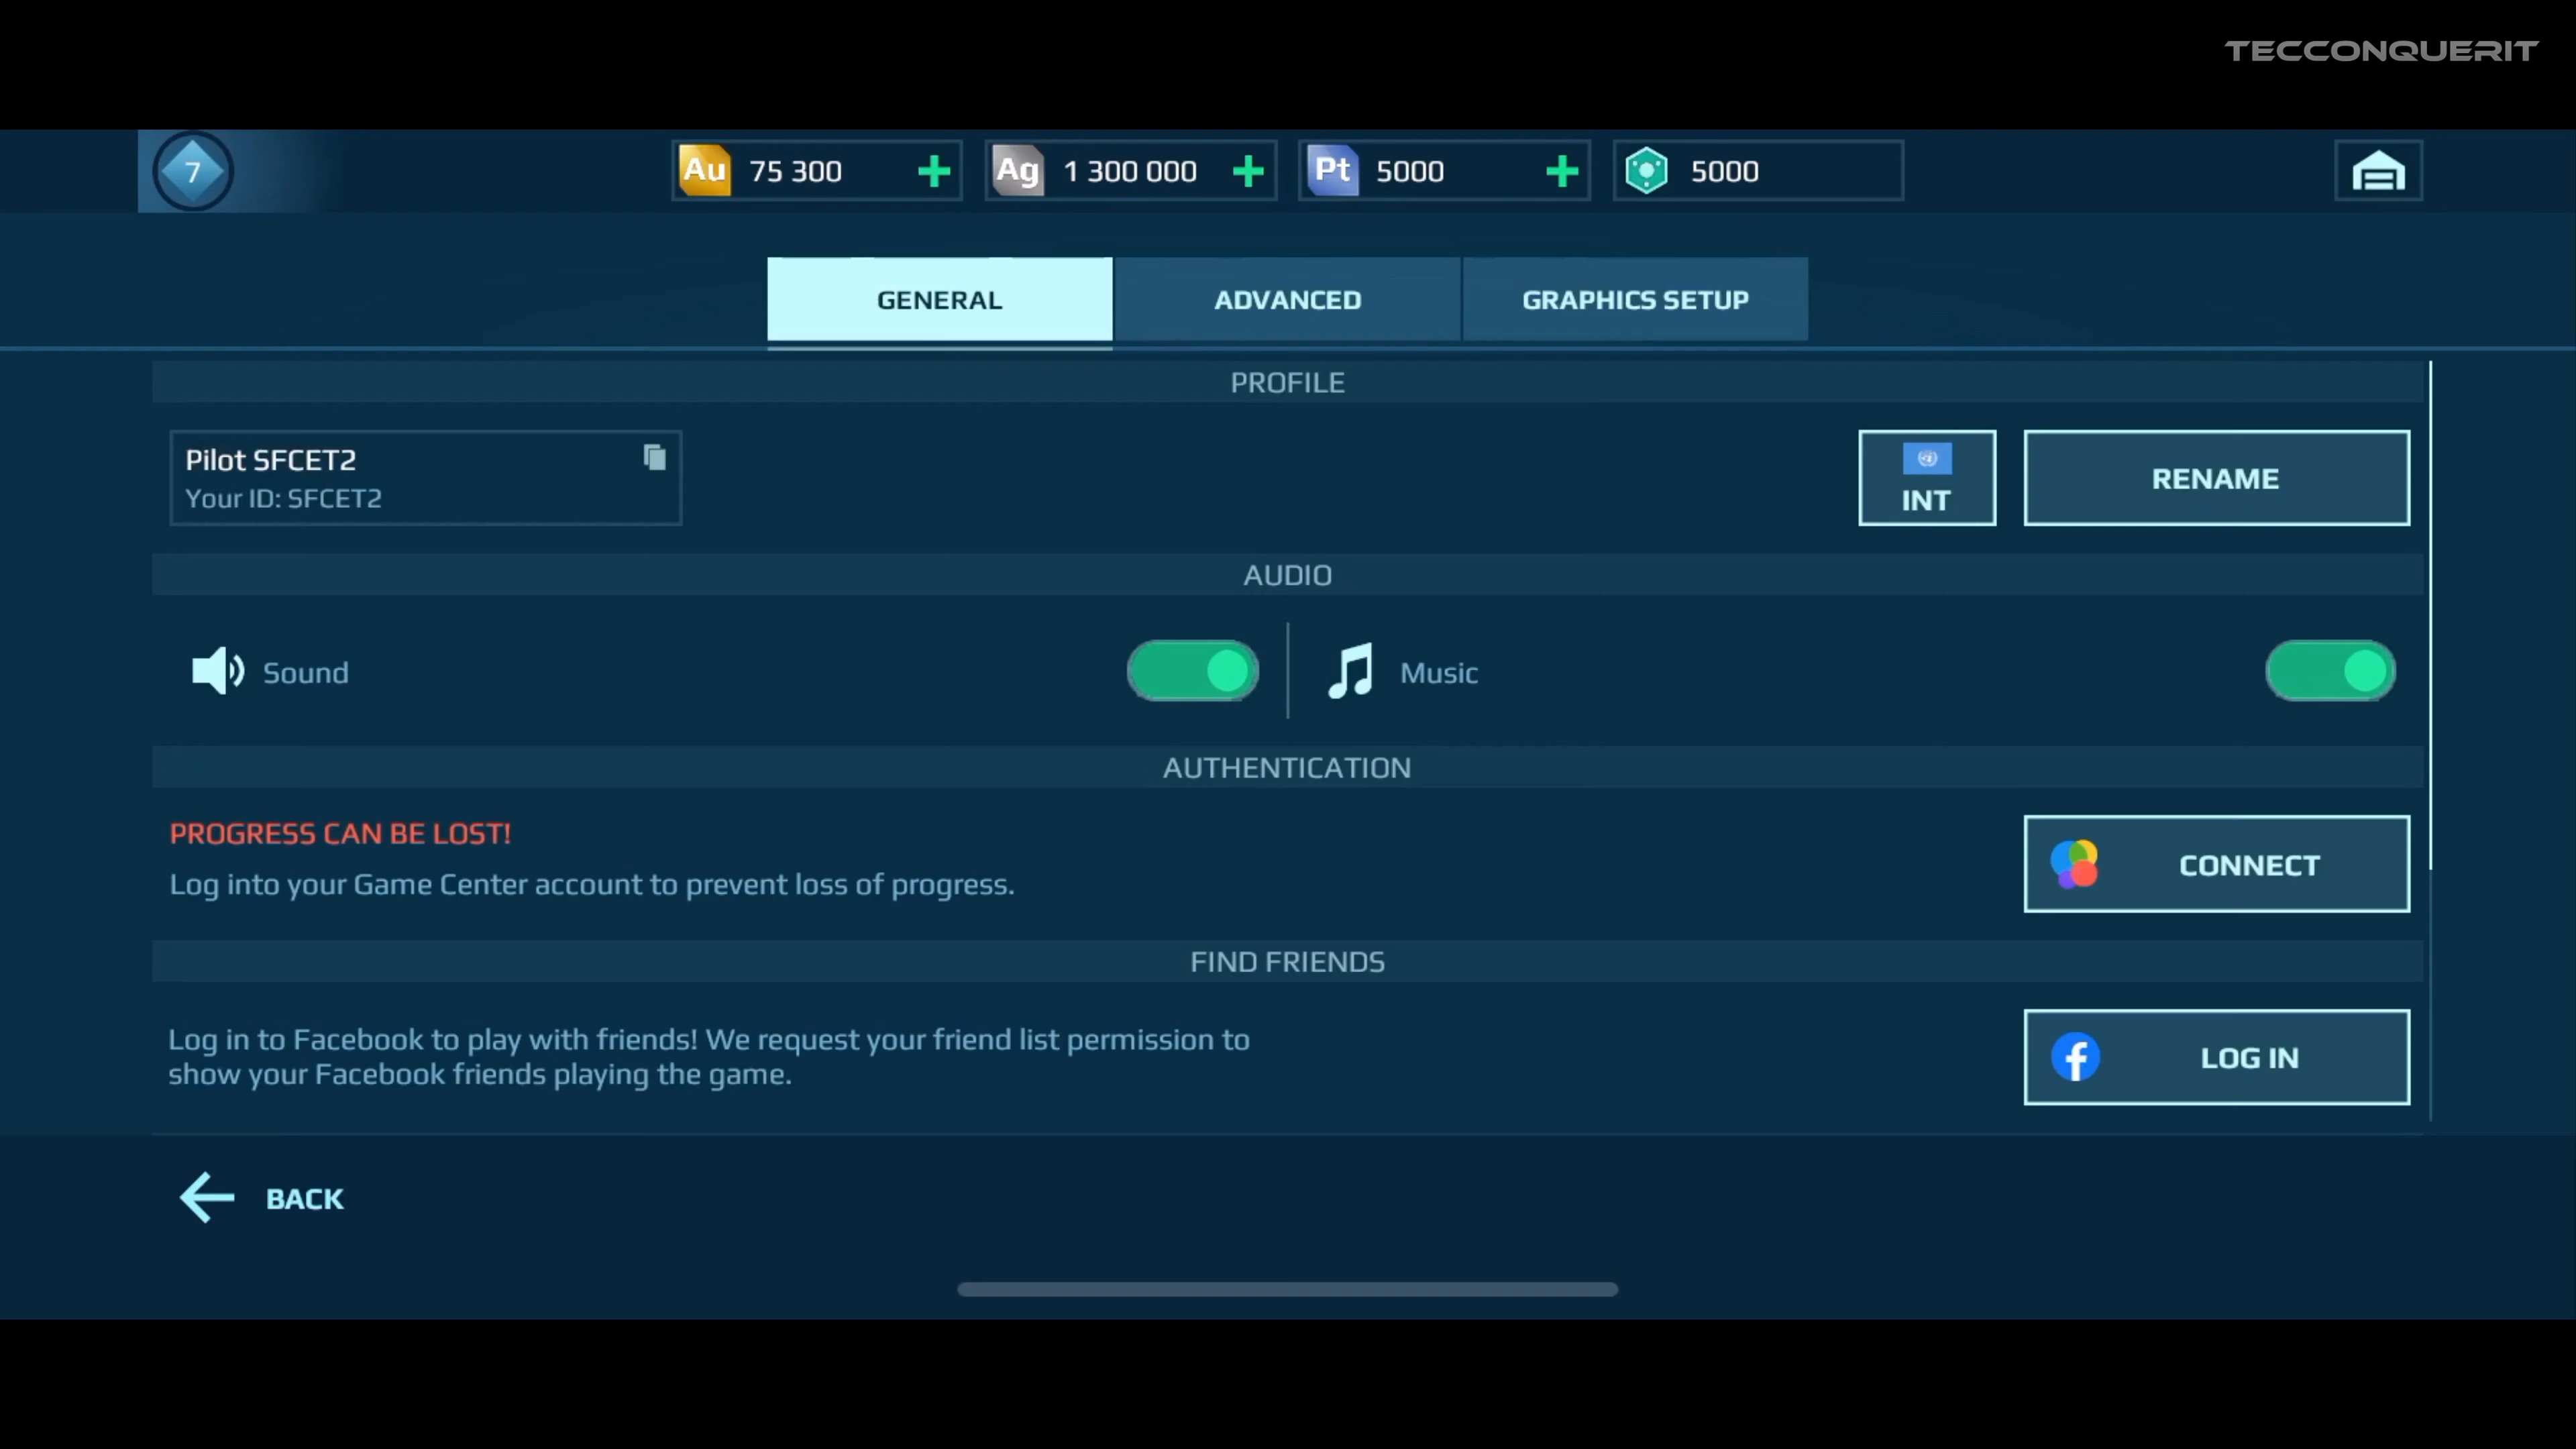 TECCONQUERIT
7
Au 75 300
Ag 1 300 000
Pt 5000
5000
GENERAL
ADVANCED
GRAPHICS SETUP
PROFILE
Pilot SFCET2
Your ID: SFCET2
INT
RENAME
AUDIO
Sound
Music
AUTHENTICATION
PROGRESS CAN BE LOST!
Log into your Game Center account to prevent loss of progress.
CONNECT
FIND FRIENDS
Log in to Facebook to play with friends! We request your friend list permission to
show your Facebook friends playing the game.
LOG IN
BACK